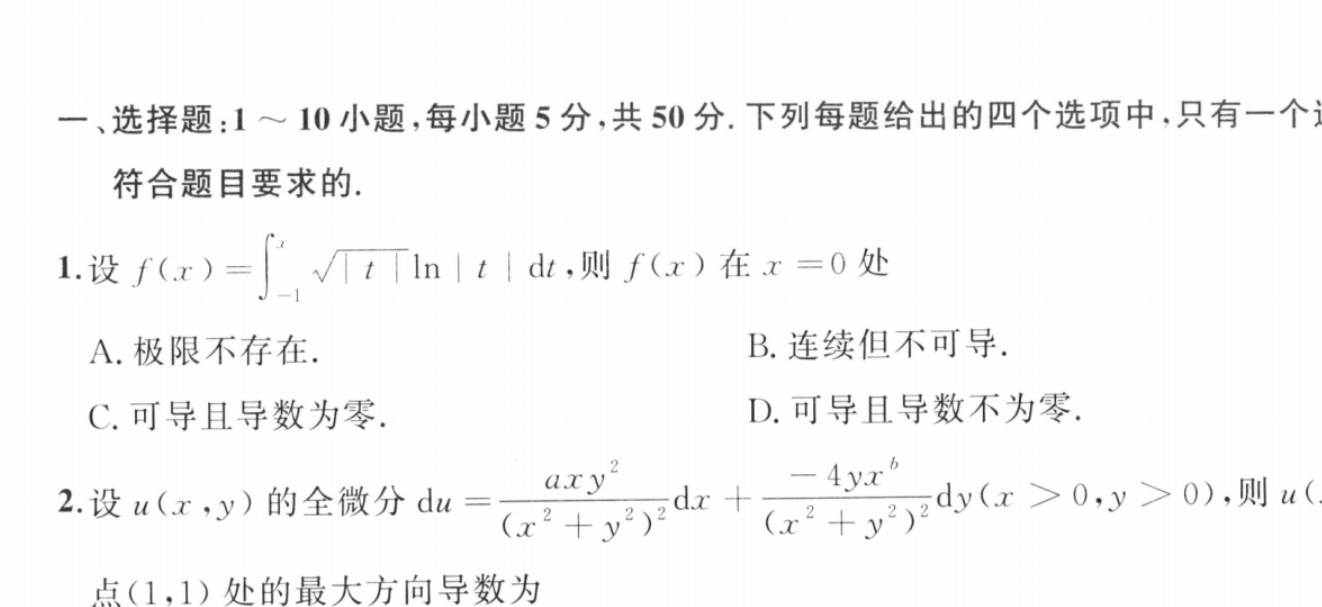 一、选择题:1～10 小题,每小题 5 分,共 50 分. 下列每题给出的四个选项中,只有一个
符合题目要求的.
1.设 f(x)=∫_{-1}^{x} √|t| ln|t| dt,则 f(x) 在 x=0 处
A. 极限不存在. B. 连续但不可导.
C. 可导且导数为零. D. 可导且导数不为零.
2.设 u(x,y) 的全微分 du = axy²/(x²+y²)² dx + -4yx^b/(x²+y²)² dy(x>0,y>0),则 u(
点(1,1) 处的最大方向导数为